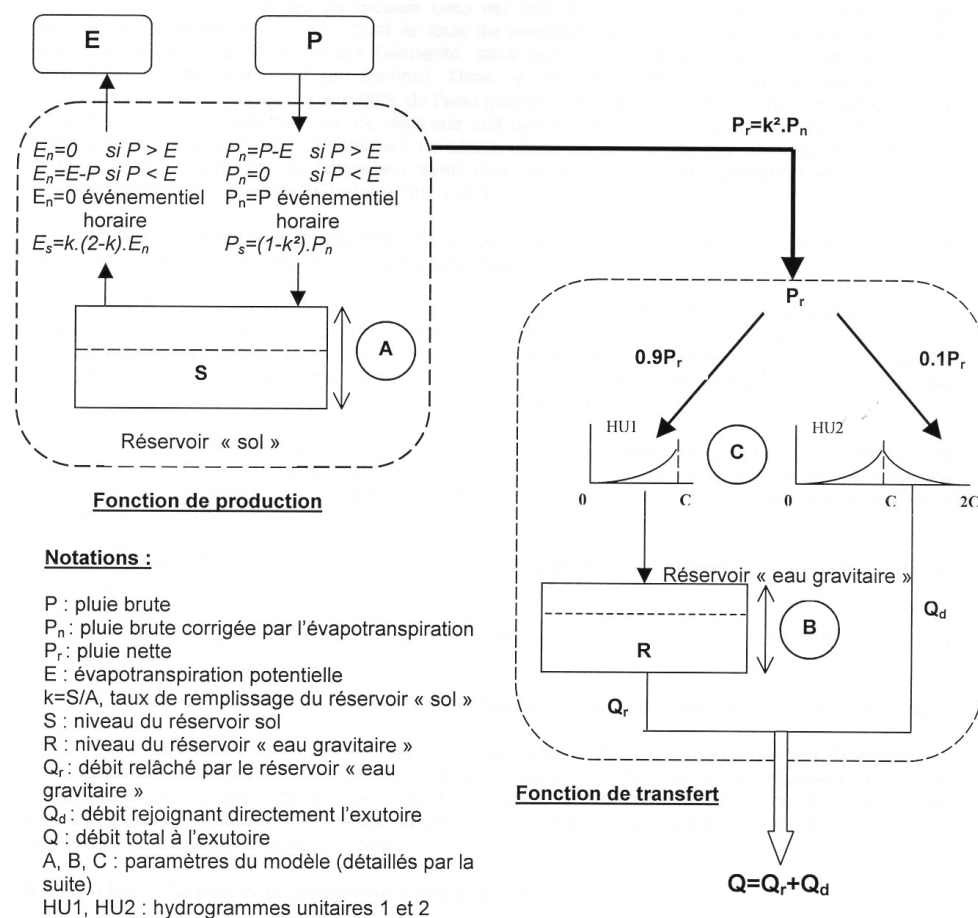 E
P
P_r=k².P_n
E_n=0 si P > E
E_n=E-P si P < E
E_n=0 événementiel
horaire
E_s=k.(2-k).E_n
P_n=P-E si P > E
P_n=0 si P < E
P_n=P événementiel
horaire
P_s=(1-k²).P_n
S
A
Réservoir « sol »
Fonction de production
P_r
0.9P_r
0.1P_r
HU1
0
C
C
HU2
0
C
2C
Réservoir « eau gravitaire »
R
B
Q_d
Q_r
Fonction de transfert
Q=Q_r+Q_d
Notations :
P : pluie brute
P_n : pluie brute corrigée par l'évapotranspiration
P_r : pluie nette
E : évapotranspiration potentielle
k=S/A, taux de remplissage du réservoir « sol »
S : niveau du réservoir sol
R : niveau du réservoir « eau gravitaire »
Q_r : débit relâché par le réservoir « eau
gravitaire »
Q_d : débit rejoignant directement l'exutoire
Q : débit total à l'exutoire
A, B, C : paramètres du modèle (détaillés par la
suite)
HU1, HU2 : hydrogrammes unitaires 1 et 2